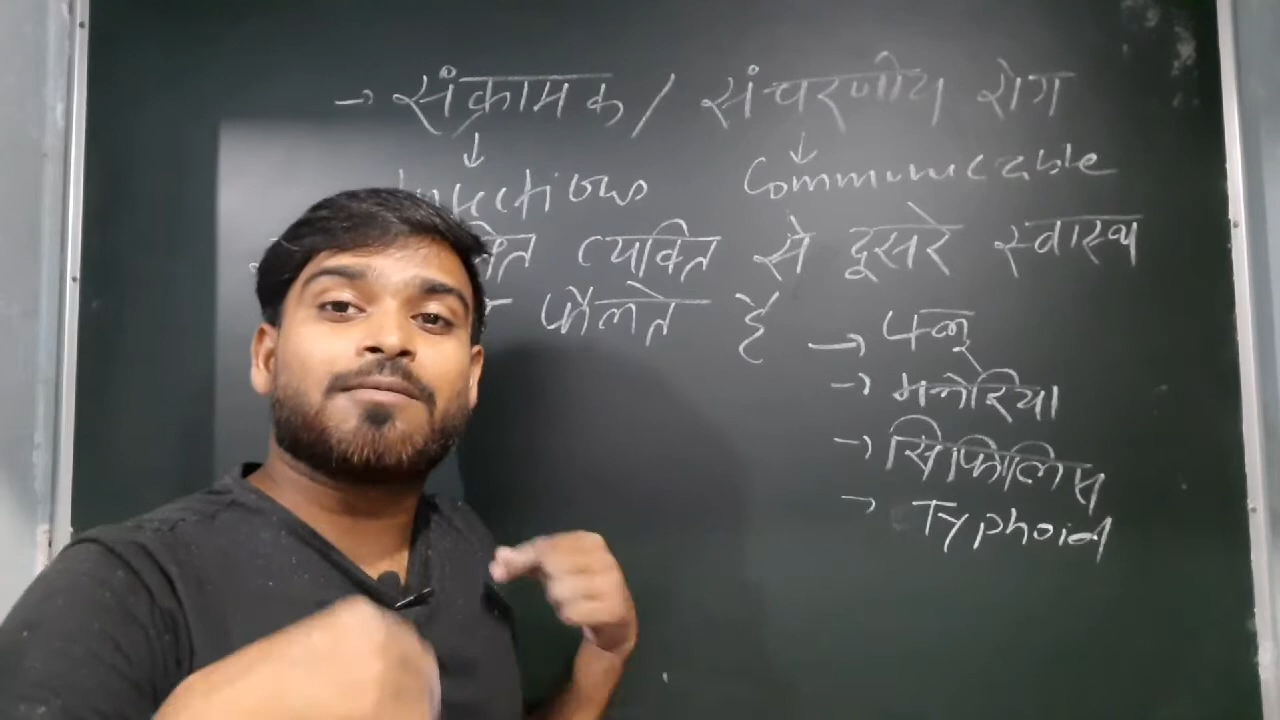 → संक्रामक / संचरणीय रोग
↓ ↓
Communicable
व्यक्ति से दूसरे स्वास्थ
फैलते है
→ फ्लू
→ मलेरिया
→ सिफिलिस
→ Typhoid